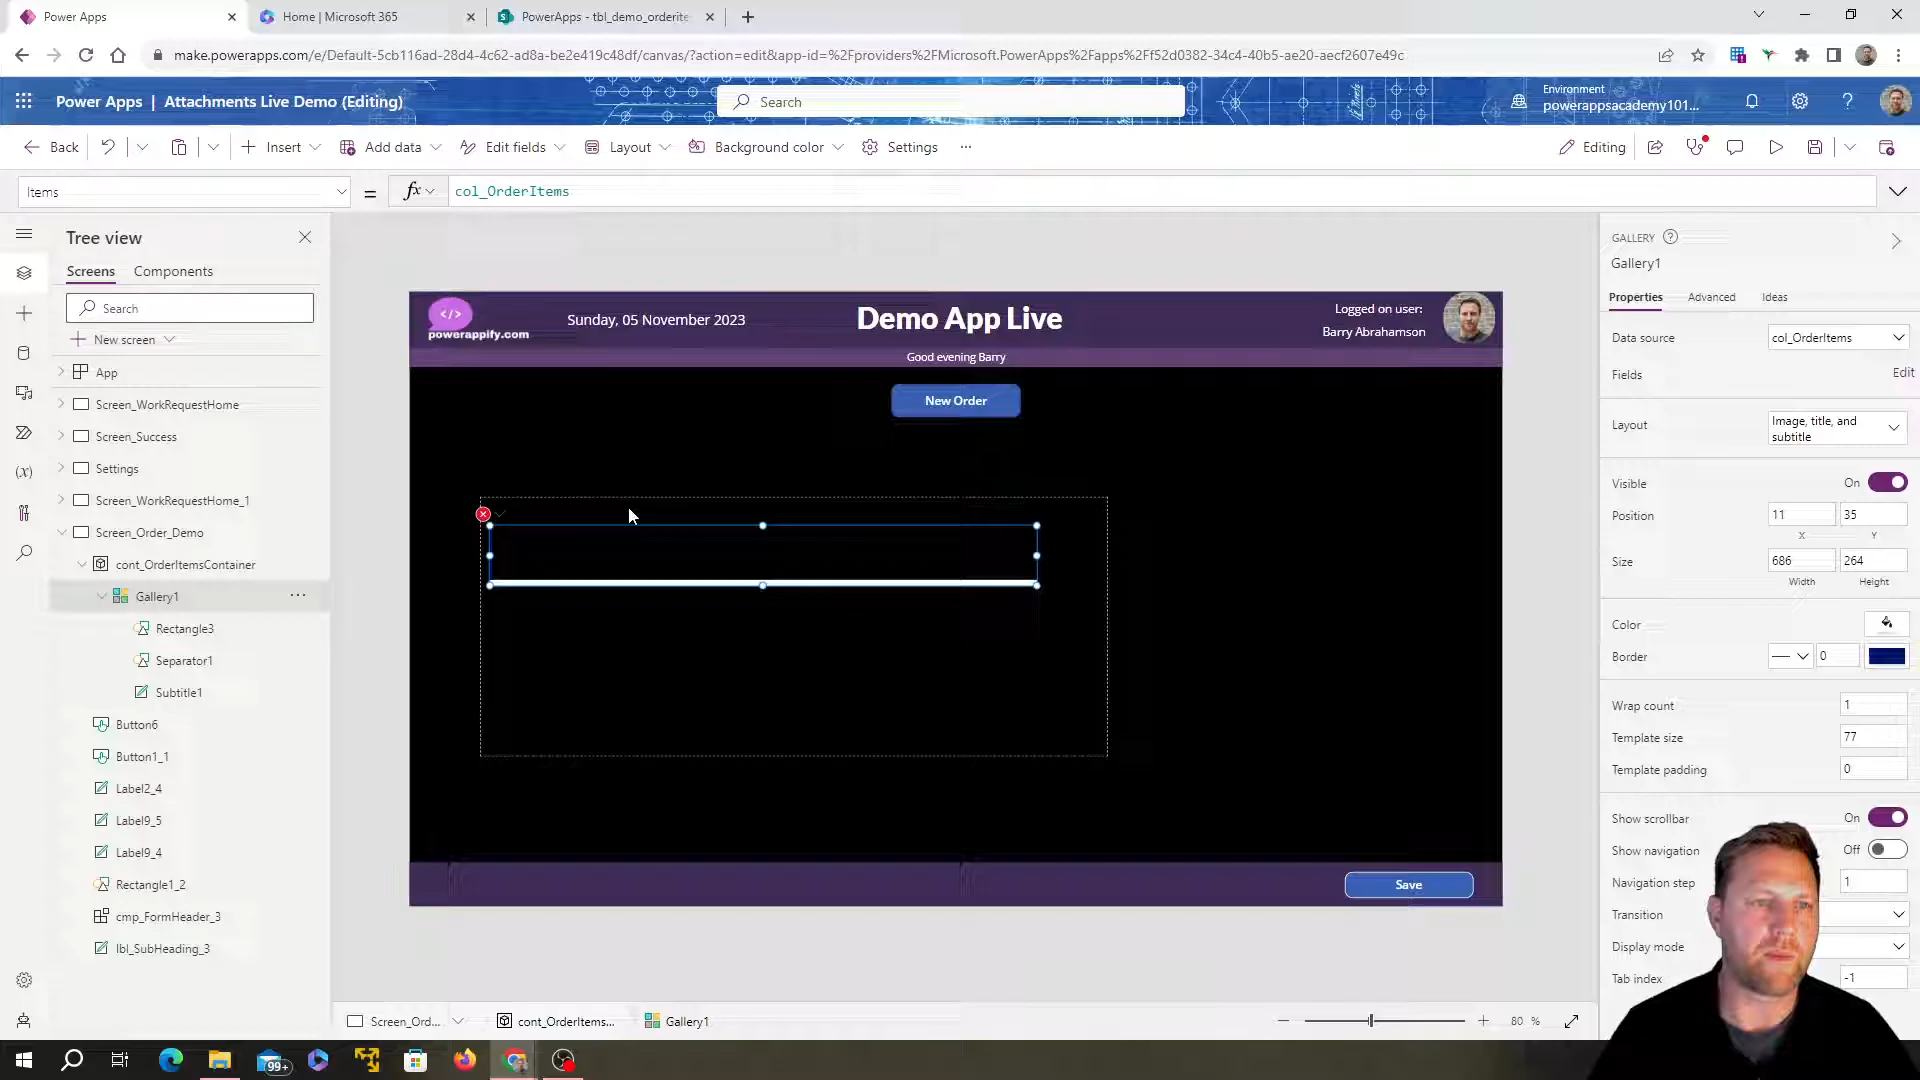 Power Apps
Home | Microsoft 365
PowerApps - tbl_demo_orderite
make.powerapps.com/e/Default-5cb116ad-28d4-4c62-ad8a-be2e419c48df/canvas/?action=edit&app-id=%2Fproviders%2FMicrosoft.PowerApps%2Fapps%2Ff52d0382-34c4-40b5-ae20-aecf2607e49c
Power Apps | Attachments Live Demo (Editing)
Search
Environment
powerappsacademy101...
Back
Insert
Add data
Edit fields
Layout
Background color
Settings
...
Editing
Items
=
fx
col_OrderItems
Tree view
Screens
Components
Search
New screen
App
Screen_WorkRequestHome
Screen_Success
Settings
Screen_WorkRequestHome_1
Screen_Order_Demo
cont_OrderItemsContainer
Gallery1
...
Rectangle3
Separator1
Subtitle1
Button6
Button1_1
Label2_4
Label9_5
Label9_4
Rectangle1_2
cmp_FormHeader_3
lbl_SubHeading_3
</>
powerappify.com
Sunday, 05 November 2023
Demo App Live
Logged on user:
Barry Abrahamson
Good evening Barry
New Order
Save
GALLERY
Gallery1
Properties
Advanced
Ideas
Data source
col_OrderItems
Fields
Edit
Layout
Image, title, and
subtitle
Visible
On
Position
11
35
X
Y
Size
686
264
Width
Height
Color
Border
0
Wrap count
1
Template size
77
Template padding
0
Show scrollbar
On
Show navigation
Off
Navigation step
1
Transition
Display mode
Tab index
-1
Screen_Ord...
cont_OrderItems...
Gallery1
80 %
99+